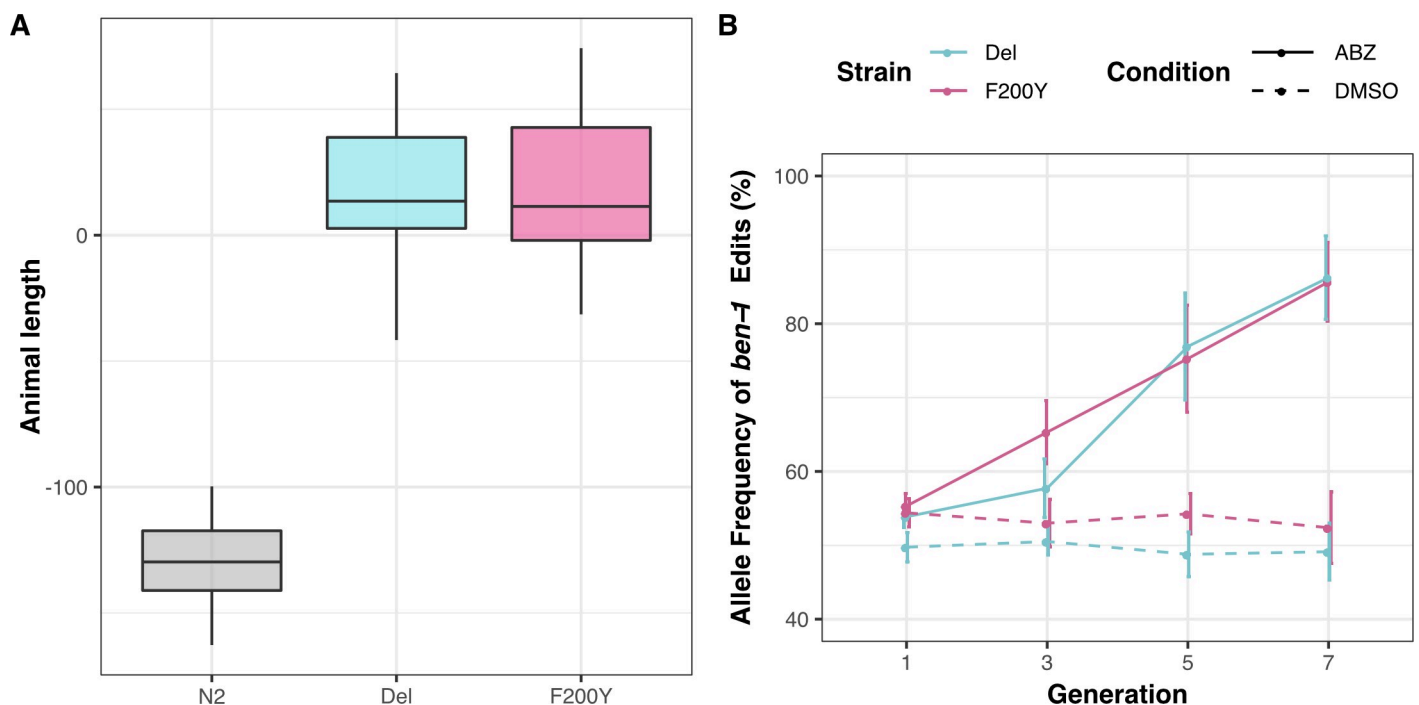 A
Animal length
0
-100
N2 Del F200Y
B
Strain
Del
F200Y
Condition
ABZ
DMSO
Allele Frequency of ben–1 Edits (%)
100
80
60
40
1 3 5 7
Generation